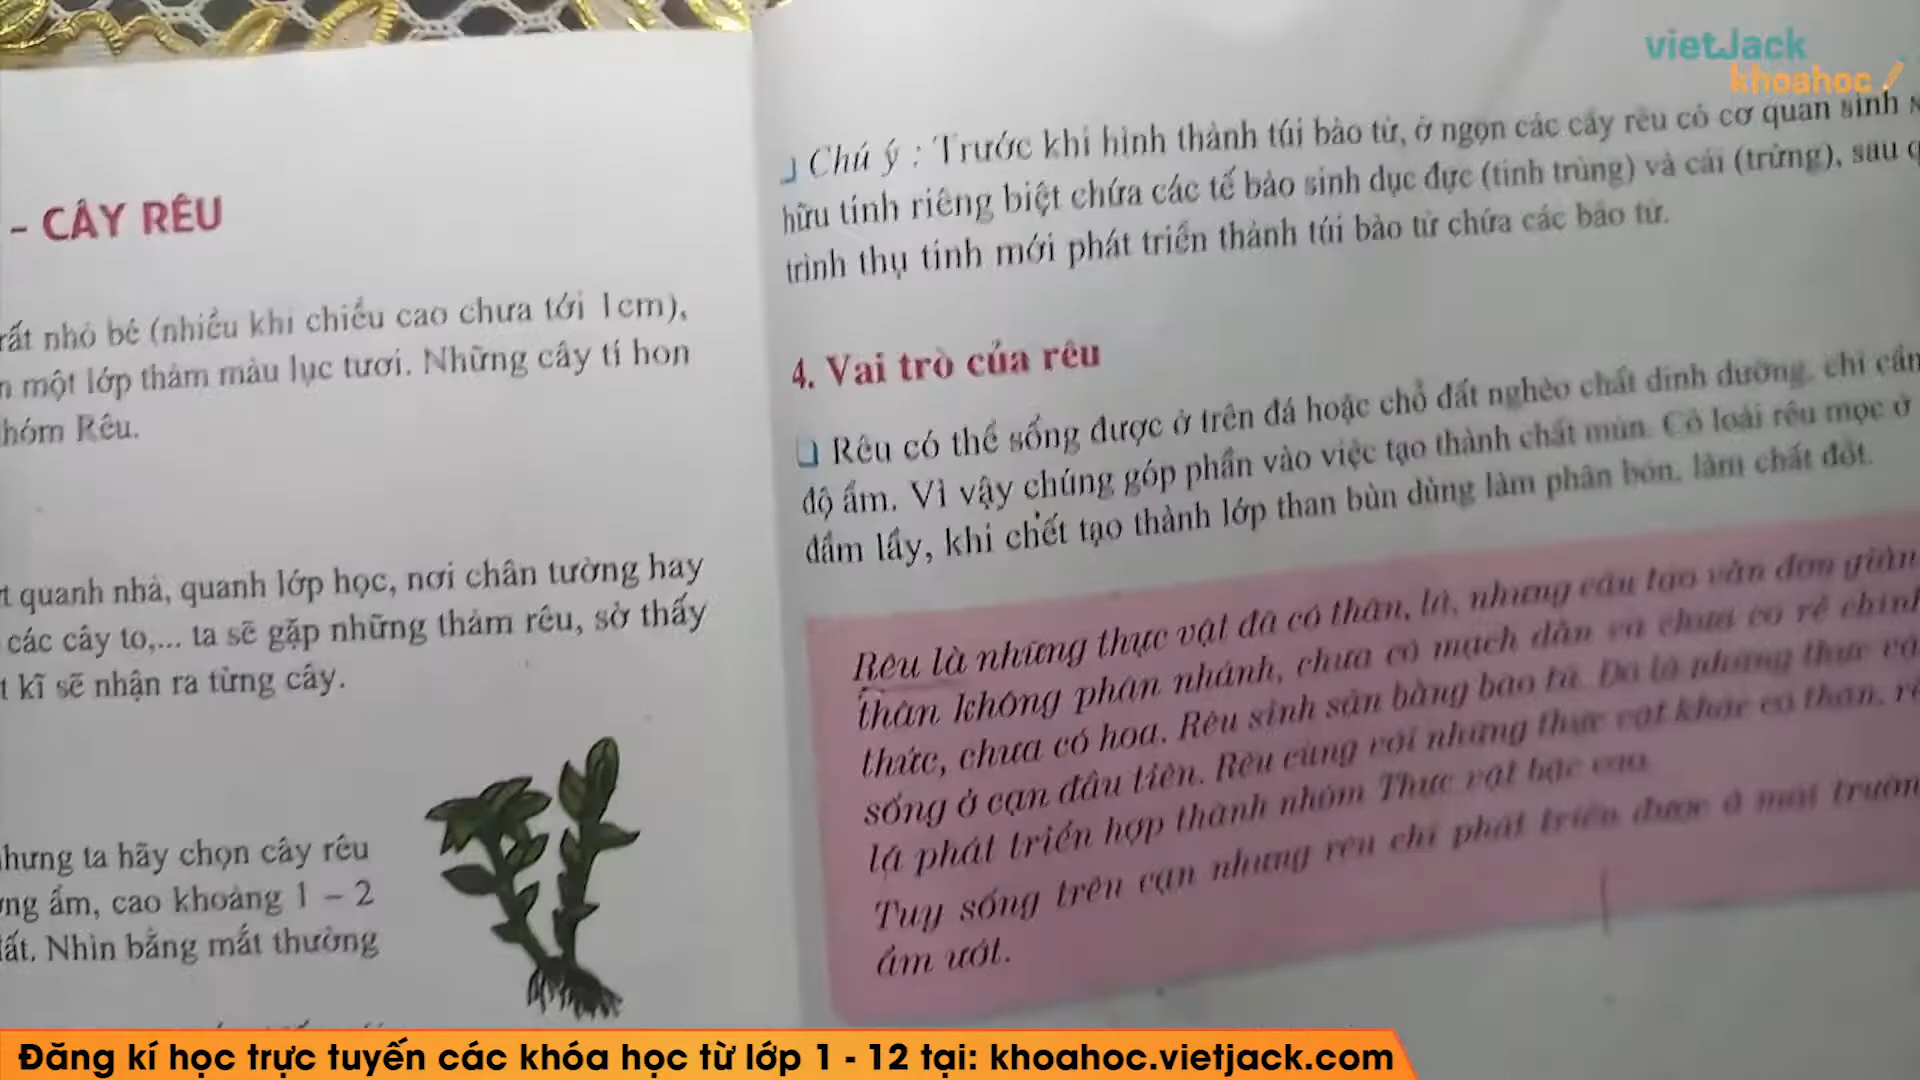 vietJack
khoahoc
- CÂY RÊU
rất nhỏ bé (nhiều khi chiều cao chưa tới 1cm),
một lớp thảm màu lục tươi. Những cây tí hon
nhóm Rêu.
quanh nhà, quanh lớp học, nơi chân tường hay
các cây to,... ta sẽ gặp những thảm rêu, sờ thấy
kĩ sẽ nhận ra từng cây.
nhưng ta hãy chọn cây rêu
ẩm, cao khoảng 1 – 2
đất. Nhìn bằng mắt thường
Chú ý : Trước khi hình thành túi bào tử, ở ngọn các cây rêu có cơ quan sinh
hữu tính riêng biệt chứa các tế bào sinh dục đực (tinh trùng) và cái (trứng), sau
trình thụ tinh mới phát triển thành túi bào tử chứa các bào tử.
4. Vai trò của rêu
❏ Rêu có thể sống được ở trên đá hoặc chỗ đất nghèo chất dinh dưỡng, chỉ cần
độ ẩm. Vì vậy chúng góp phần vào việc tạo thành chất mùn. Có loài rêu mọc ở
đầm lầy, khi chết tạo thành lớp than bùn dùng làm phân bón, làm chất đốt.
Rêu là những thực vật đã có thân, lá, nhưng cấu tạo vẫn đơn giản:
thân không phân nhánh, chưa có mạch dẫn và chưa có rễ chính
thức, chưa có hoa. Rêu sinh sản bằng bào tử. Đó là những thực vật
sống ở cạn đầu tiên. Rêu cùng với những thực vật khác có thân, rễ,
lá phát triển hợp thành nhóm Thực vật bậc cao.
Tuy sống trên cạn nhưng rêu chỉ phát triển được ở môi trường
ẩm ướt.
Đăng kí học trực tuyến các khóa học từ lớp 1 - 12 tại: khoahoc.vietjack.com